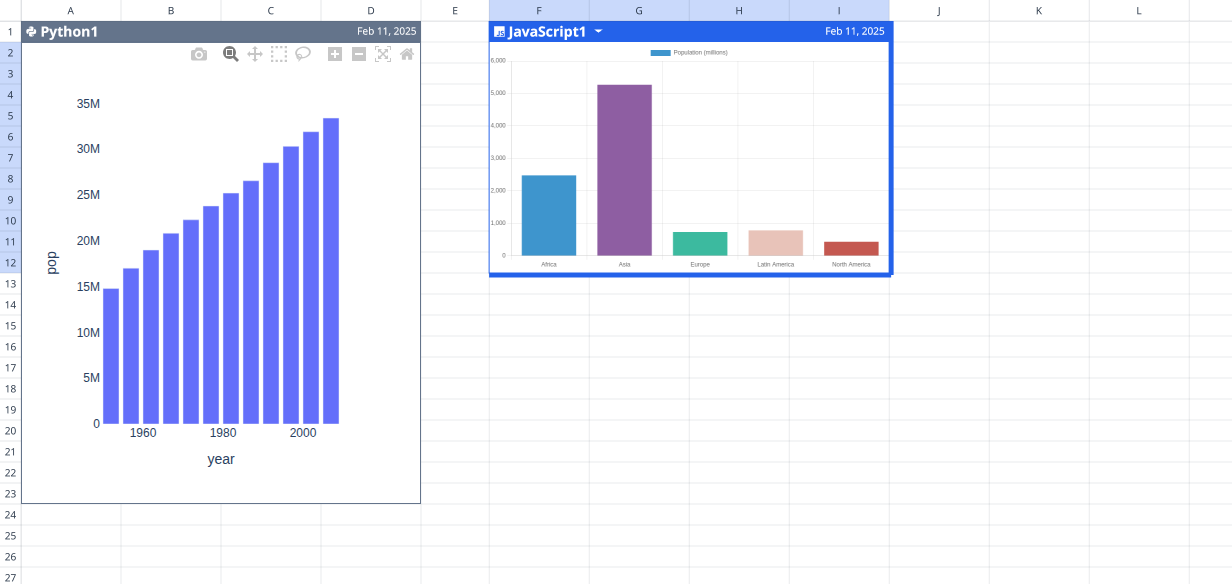 A B C D E F G H I J K L
1 Python1 Feb 11, 2025 JS JavaScript1 Feb 11, 2025
2 Population (millions)
3 6,000
4 35M 5,000
5
6 30M 4,000
7
8 25M 3,000
9 2,000
10 20M
11 1,000
12 pop 0 Africa Asia Europe Latin America North America
13
14 15M
15
16 10M
17
18 5M
19
20 0 1960 1980 2000
21 year
22
23
24
25
26
27